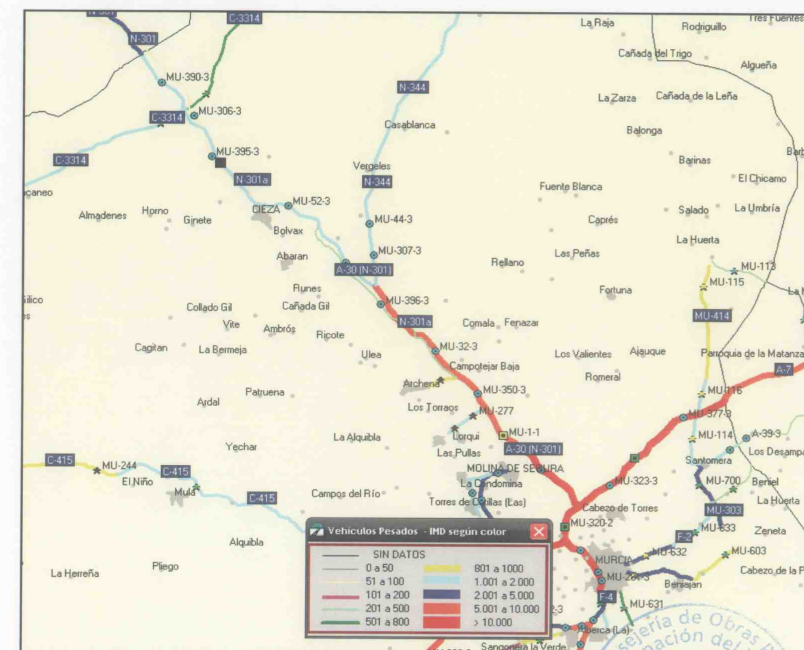 C-3314
La Raja
Rodriguillo
Tres Fuentes
N-301
Cañada del Trigo
Algueña
MU-390-3
N-344
La Zarza
Cañada de la Leña
MU-306-3
C-3314
Casablanca
Balonga
MU-395-3
C-3314
Barinas
Vergeles
N-301a
N-344
El Chicamo
Fuente Blanca
MU-52-3
Almadenes
Horno
Ginete
CIEZA
MU-44-3
Caprés
Salado
La Umbría
Bolvax
La Huerta
Abaran
MU-307-3
Rellano
Las Peñas
A-30 (N-301)
MU-113
MU-115
Runes
Fortuna
Collado Gil
Cañada Gil
MU-396-3
MU-414
Vite
Ambrós
Ricote
N-301a
Comala
Fenazar
Cagitan
La Bermeja
Ulea
MU-32-3
Los Valientes
Ajauque
Parroquia de la Matanza
Campotejar Baja
A-7
Archena
Romeral
Ardal
Patruena
MU-350-3
MU-116
Los Torraos
MU-277
MU-377-3
Yechar
La Alquibla
Lorqui
MU-1-1
MU-114
A-39-3
Las Pullas
A-30 (N-301)
Santomera
Los Desampa
C-415
MU-244
C-415
MOLINA DE SEGURA
El Niño
Mula
C-415
Campos del Río
La Condomina
MU-323-3
MU-700
Beniel
Torres de Cotillas (Las)
Cabezo de Torres
La Huerta
MU-303
Vehículos Pesados - IMD según color
MU-320-2
F-2
MU-833
Zeneta
Alquibla
SIN DATOS
0 a 50
51 a 100
101 a 200
201 a 500
501 a 800
801 a 1000
1.001 a 2.000
2.001 a 5.000
5.001 a 10.000
> 10.000
La Herreña
Pliego
MURCIA
MU-632
MU-603
Cabezo de la P
Beniajan
F-4
MU-631
Sangonera la Verde